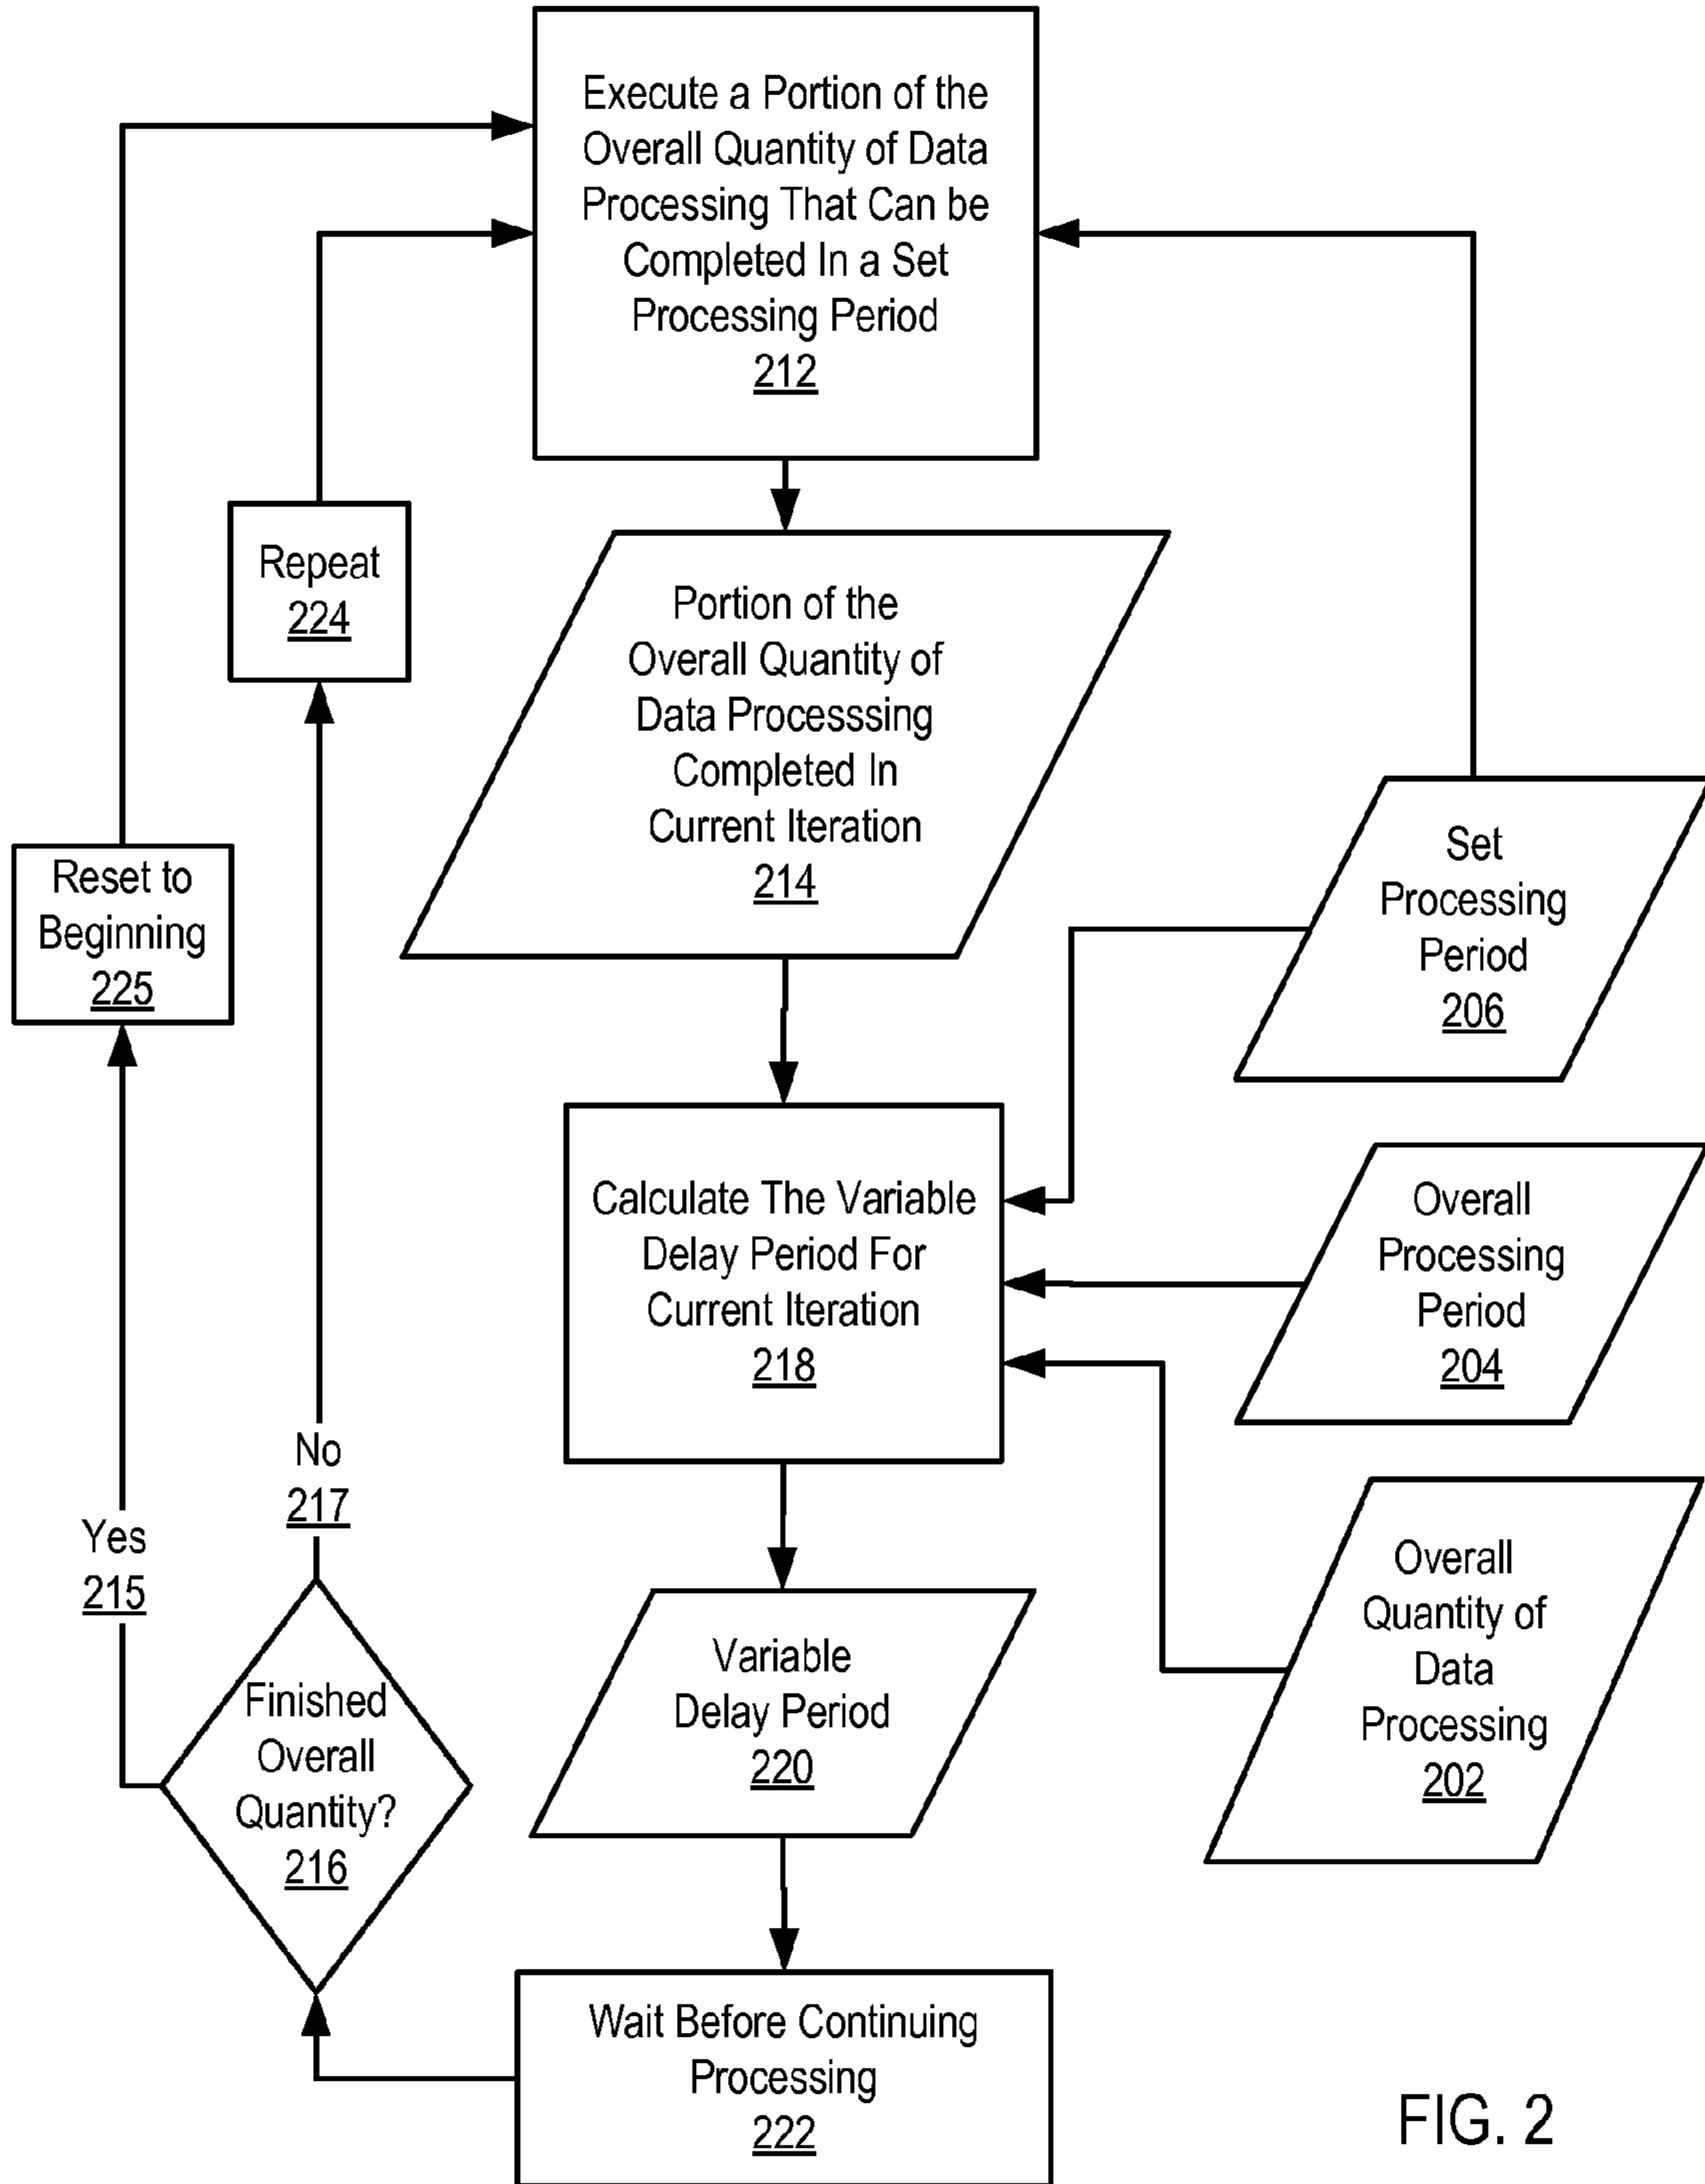 Execute a Portion of the
Overall Quantity of Data
Processing That Can be
Completed In a Set
Processing Period
212
Repeat
224
Portion of the
Overall Quantity of
Data Processsing
Completed In
Current Iteration
214
Reset to
Beginning
225
Set
Processing
Period
206
Calculate The Variable
Delay Period For
Current Iteration
218
Overall
Processing
Period
204
No
217
Yes
215
Overall
Quantity of
Data
Processing
202
Variable
Delay Period
220
Finished
Overall
Quantity?
216
Wait Before Continuing
Processing
222
FIG. 2